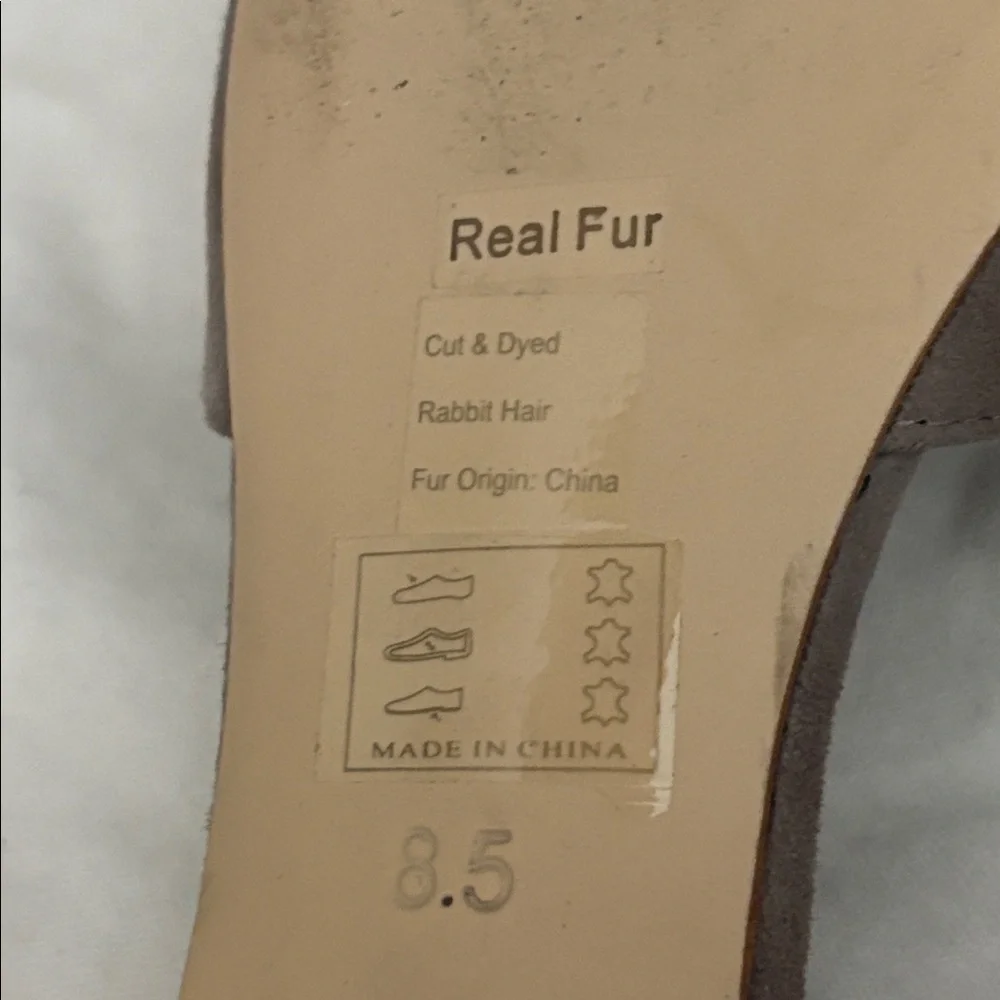 Real Fur
Cut & Dyed
Rabbit Hair
Fur Origin: China
MADE IN CHINA
8.5